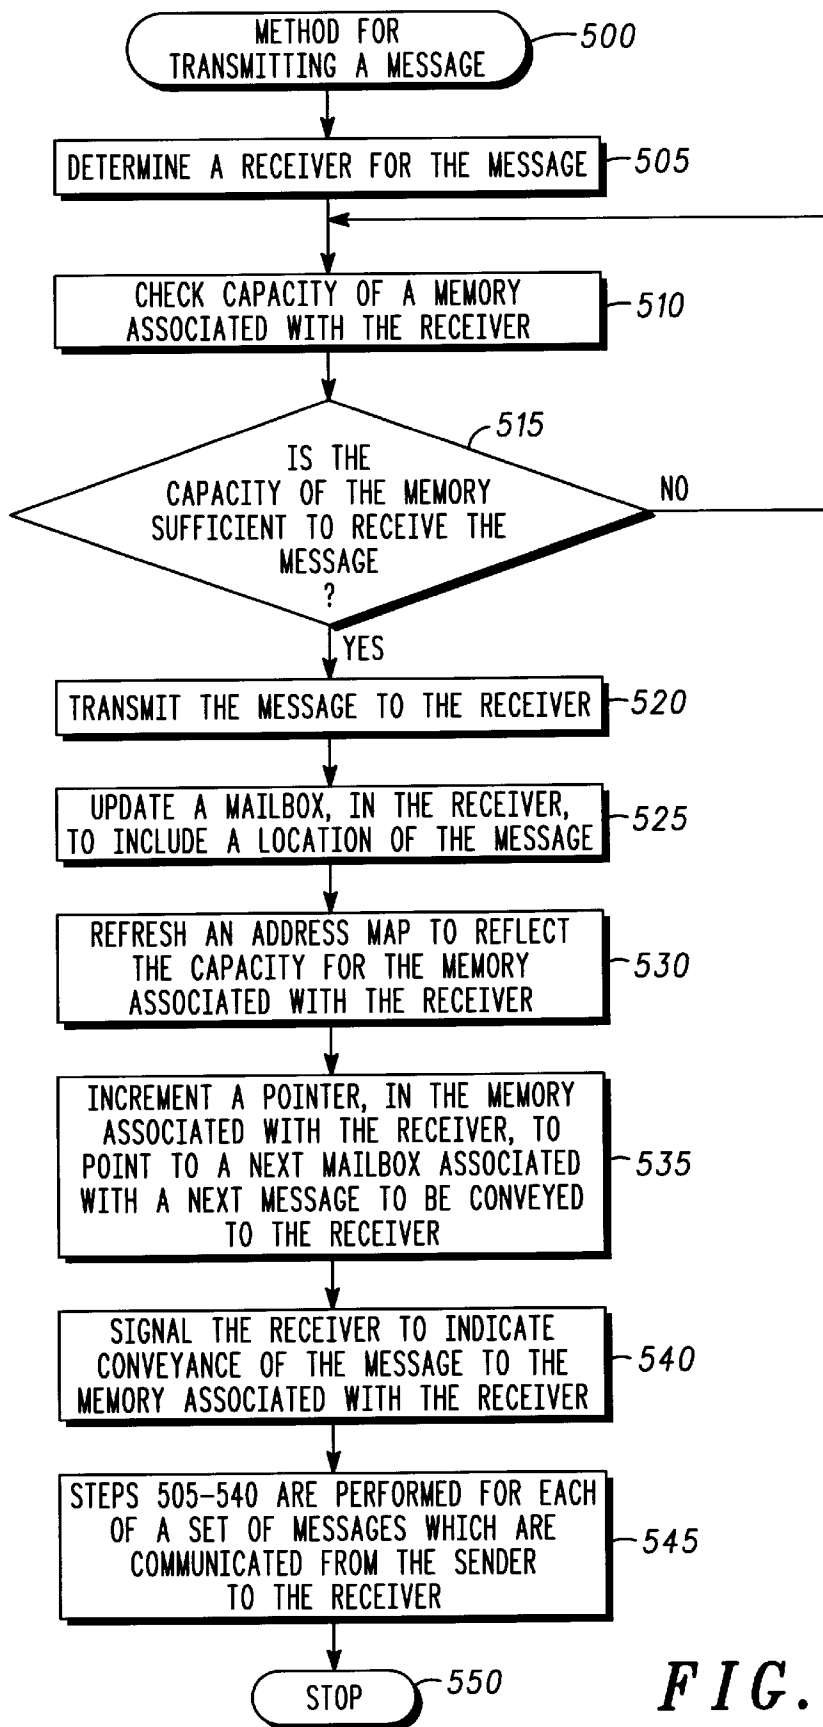 METHOD FOR
TRANSMITTING A MESSAGE
500
DETERMINE A RECEIVER FOR THE MESSAGE
505
CHECK CAPACITY OF A MEMORY
ASSOCIATED WITH THE RECEIVER
510
515
IS THE
CAPACITY OF THE MEMORY
SUFFICIENT TO RECEIVE THE
MESSAGE
?
NO
YES
TRANSMIT THE MESSAGE TO THE RECEIVER
520
UPDATE A MAILBOX, IN THE RECEIVER,
TO INCLUDE A LOCATION OF THE MESSAGE
525
REFRESH AN ADDRESS MAP TO REFLECT
THE CAPACITY FOR THE MEMORY
ASSOCIATED WITH THE RECEIVER
530
INCREMENT A POINTER, IN THE MEMORY
ASSOCIATED WITH THE RECEIVER, TO
POINT TO A NEXT MAILBOX ASSOCIATED
WITH A NEXT MESSAGE TO BE CONVEYED
TO THE RECEIVER
535
SIGNAL THE RECEIVER TO INDICATE
CONVEYANCE OF THE MESSAGE TO THE
MEMORY ASSOCIATED WITH THE RECEIVER
540
STEPS 505-540 ARE PERFORMED FOR EACH
OF A SET OF MESSAGES WHICH ARE
COMMUNICATED FROM THE SENDER
TO THE RECEIVER
545
STOP
550
FIG.